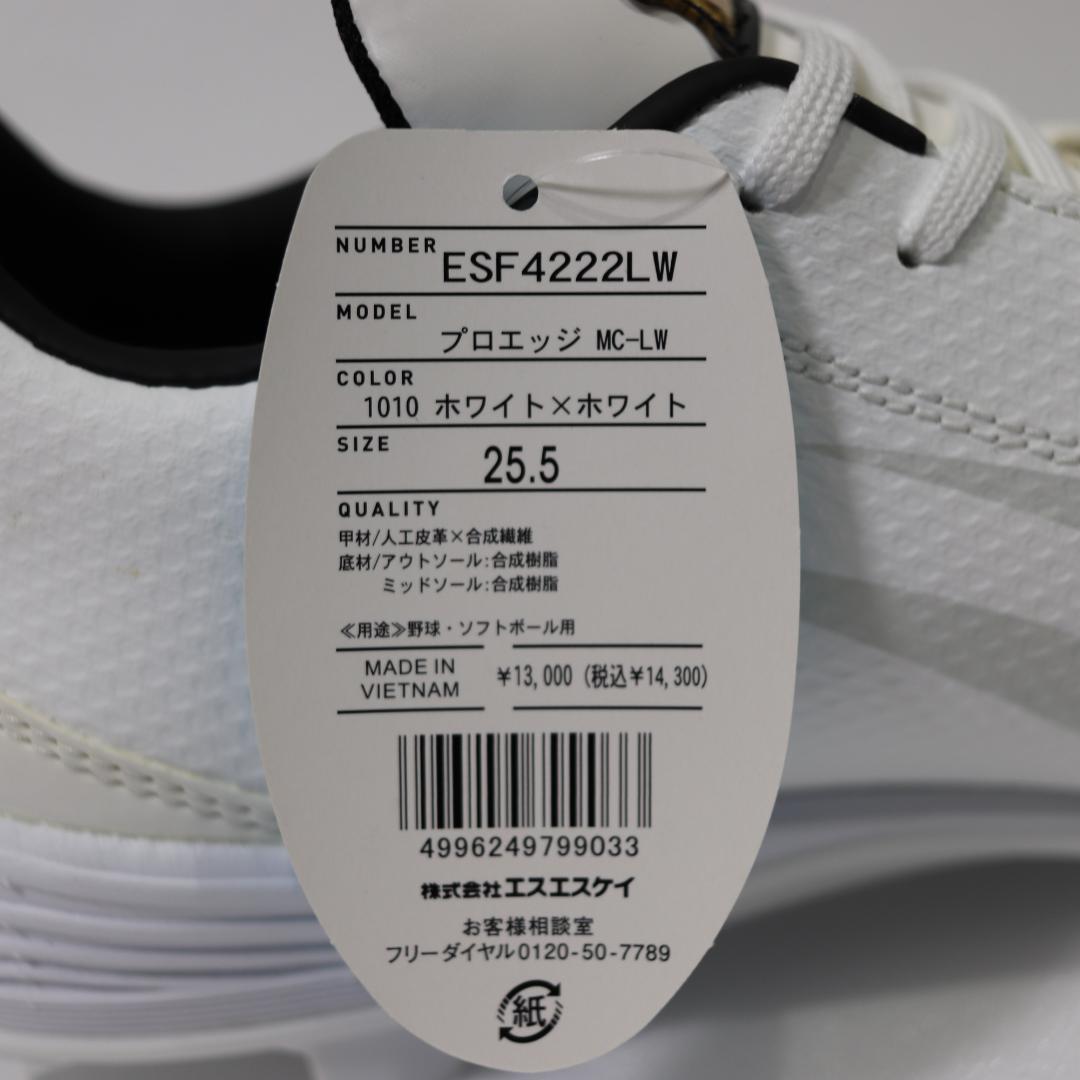 NUMBER ESF4222LW
MODEL
プロエッジ MC-LW
COLOR
1010 ホワイト×ホワイト
SIZE
25.5
QUALITY
甲材/人工皮革×合成繊維
底材/アウトソール:合成樹脂
ミッドソール:合成樹脂
≪用途≫野球・ソフトボール用
MADE IN
VIETNAM
¥13,000 (税込¥14,300)
4996249799033
株式会社エスエスケイ
お客様相談室
フリーダイヤル0120-50-7789
紙